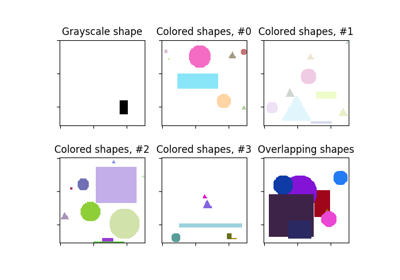 Grayscale shape
Colored shapes, #0
Colored shapes, #1
Colored shapes, #2
Colored shapes, #3
Overlapping shapes